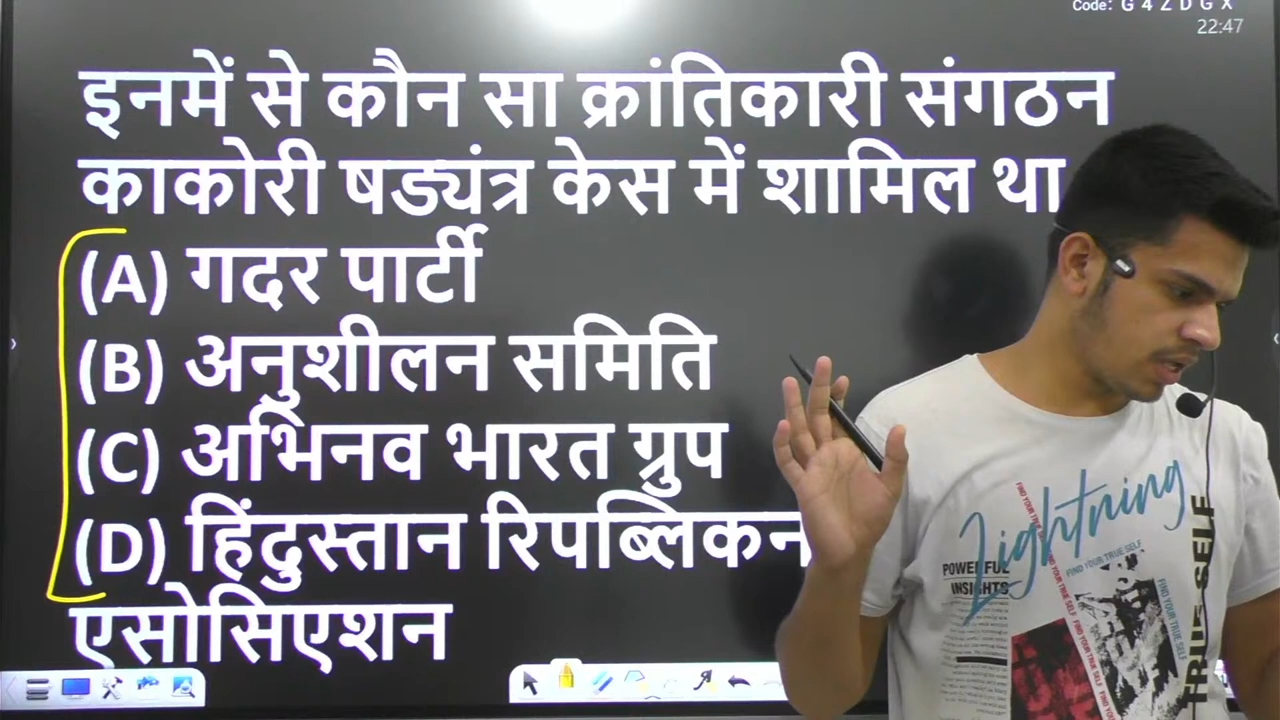 Code: G4ZDGX
22:47
इनमें से कौन सा क्रांतिकारी संगठन
काकोरी षड्यंत्र केस में शामिल था
(A) गदर पार्टी
(B) अनुशीलन समिति
(C) अभिनव भारत ग्रुप
(D) हिंदुस्तान रिपब्लिकन
एसोसिएशन
Lightning
FIND YOUR TRUE SELF
POWERFUL
INSIGHTS
TRUE SELF